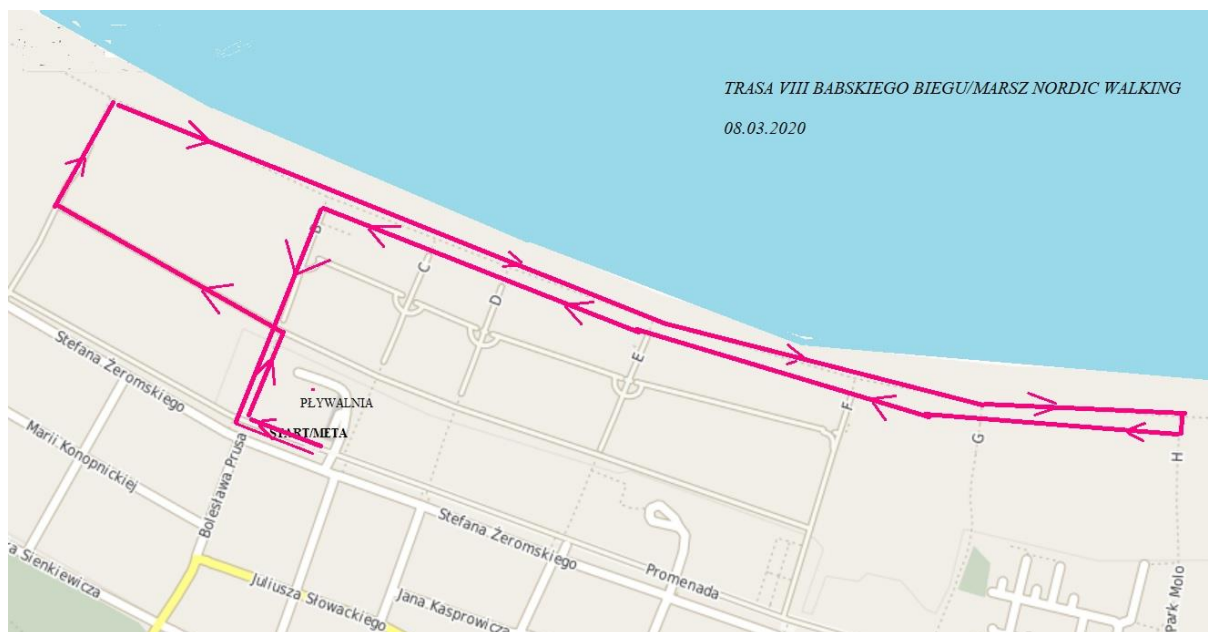 TRASA VIII BABSKIEGO BIEGU/MARSZ NORDIC WALKING
08.03.2020
B
C
D
E
F
G
H
PŁYWALNIA
START/META
Stefana Żeromskiego
Marii Konopnickiej
Bolesława Prusa
ka Sienkiewicza
Juliusza Słowackiego
Jana Kasprowicza
Stefana Żeromskiego
Promenada
Park Molo